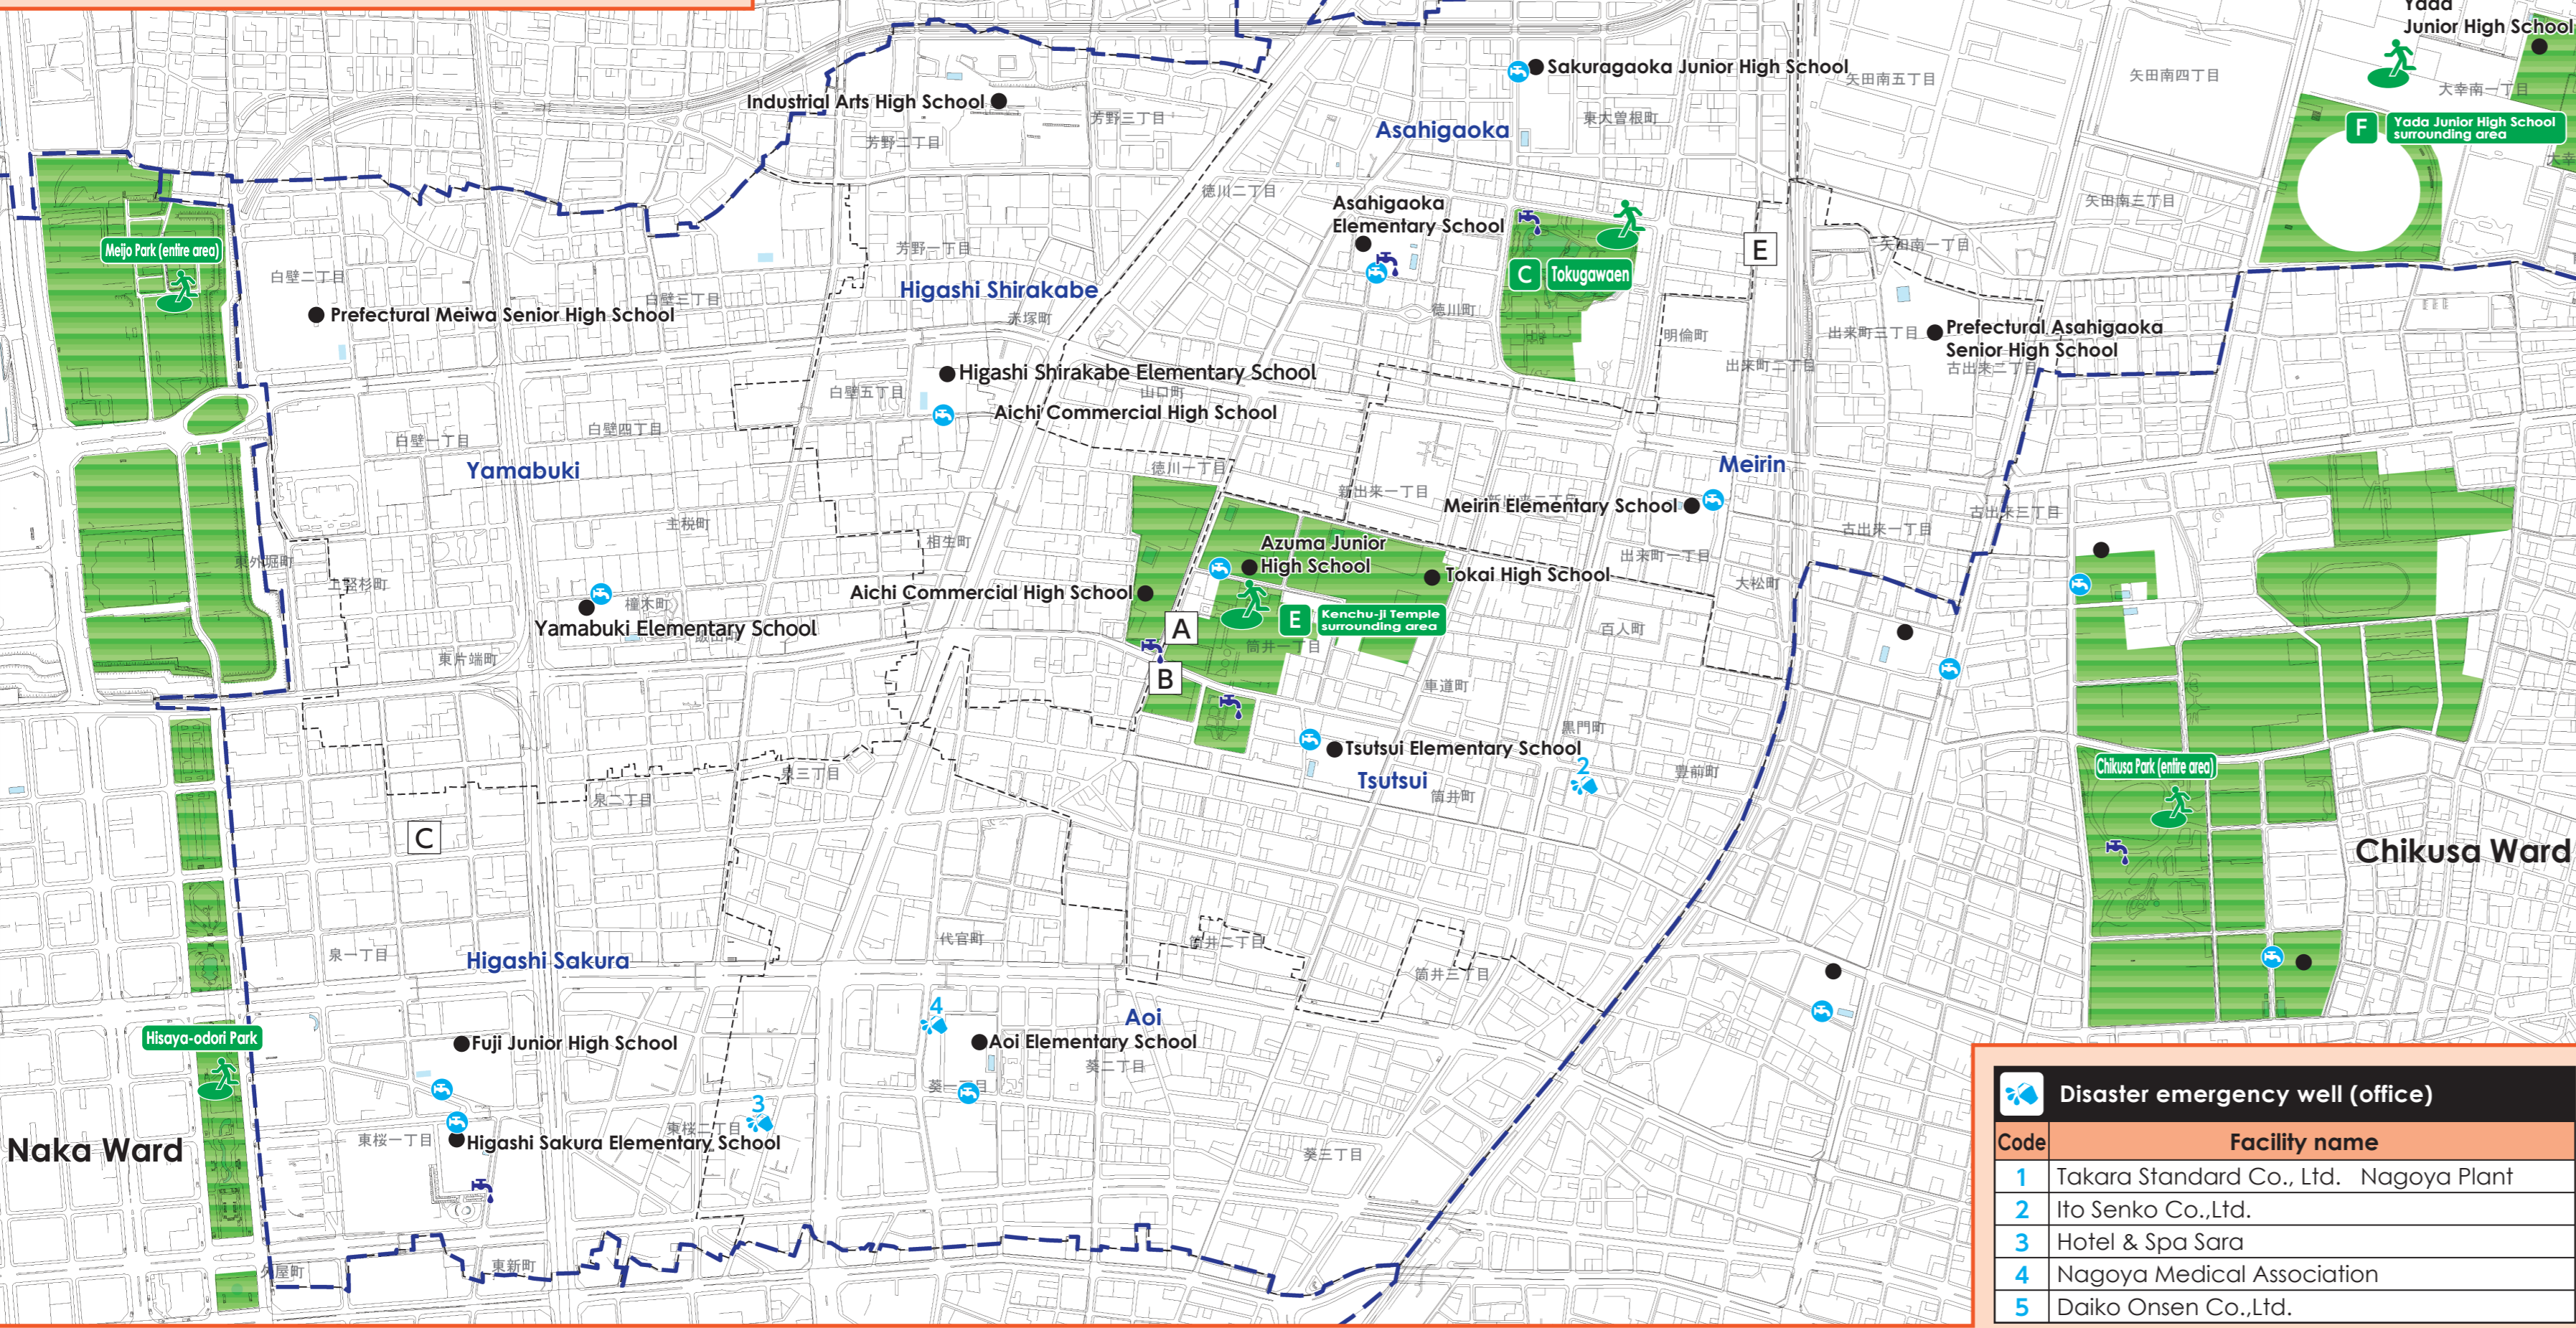 Yada
Junior High School
Sakuragaoka Junior High School
矢田南五丁目
矢田南四丁目
大幸南一丁目
Industrial Arts High School
芳野三丁目
東大曽根町
Asahigaoka
F
Yada Junior High School
surrounding area
芳野二丁目
徳川二丁目
矢田南三丁目
Asahigaoka
Elementary School
Meijo Park (entire area)
芳野一丁目
E
矢田南一丁目
白壁二丁目
C
Tokugawaen
Higashi Shirakabe
白壁三丁目
徳川町
Prefectural Meiwa Senior High School
赤塚町
明倫町
出来町三丁目
Prefectural Asahigaoka
Senior High School
出来町二丁目
古出来二丁目
Higashi Shirakabe Elementary School
白壁五丁目
山口町
Aichi Commercial High School
白壁一丁目
白壁四丁目
Yamabuki
徳川一丁目
Meirin
新出来一丁目
新出来二丁目
Meirin Elementary School
主税町
古出来三丁目
古出来一丁目
相生町
Azuma Junior
High School
出来町一丁目
東外堀町
上竪杉町
Tokai High School
大松町
Aichi Commercial High School
橦木町
Yamabuki Elementary School
A
E
Kenchu-ji Temple
surrounding area
百人町
筒井一丁目
東片端町
B
車道町
黒門町
Tsutsui Elementary School
2
泉三丁目
Tsutsui
豊前町
Chikusa Park (entire area)
泉二丁目
筒井町
C
Chikusa Ward
泉一丁目
Higashi Sakura
代官町
筒井二丁目
筒井三丁目
4
Aoi
Hisaya-odori Park
Fuji Junior High School
Aoi Elementary School
葵二丁目
葵一丁目
3
東桜二丁目
東桜一丁目
Higashi Sakura Elementary School
Naka Ward
葵三丁目
東新町
久屋町
Disaster emergency well (office)
Code Facility name
1 Takara Standard Co., Ltd. Nagoya Plant
2 Ito Senko Co.,Ltd.
3 Hotel & Spa Sara
4 Nagoya Medical Association
5 Daiko Onsen Co.,Ltd.